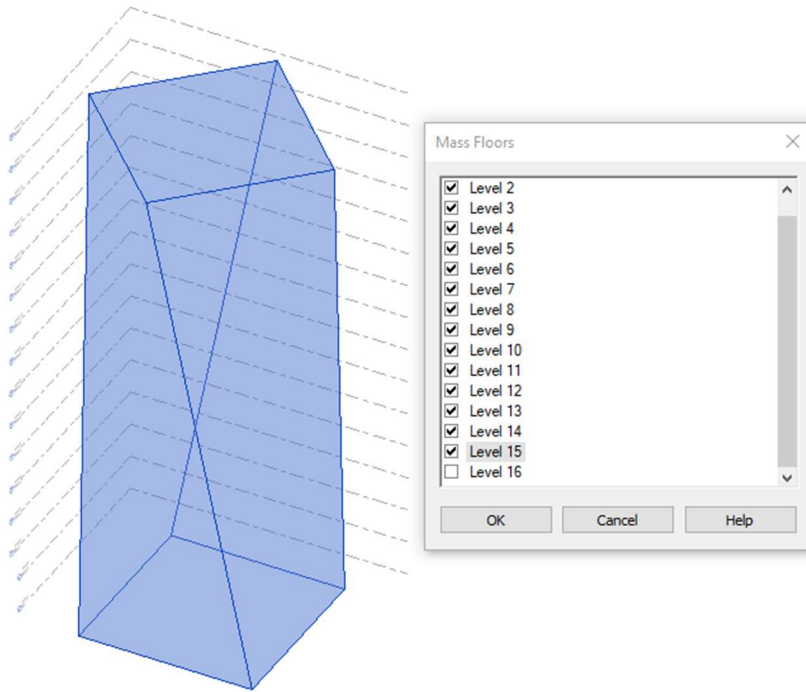 Mass Floors
Level 2
Level 3
Level 4
Level 5
Level 6
Level 7
Level 8
Level 9
Level 10
Level 11
Level 12
Level 13
Level 14
Level 15
Level 16
OK Cancel Help